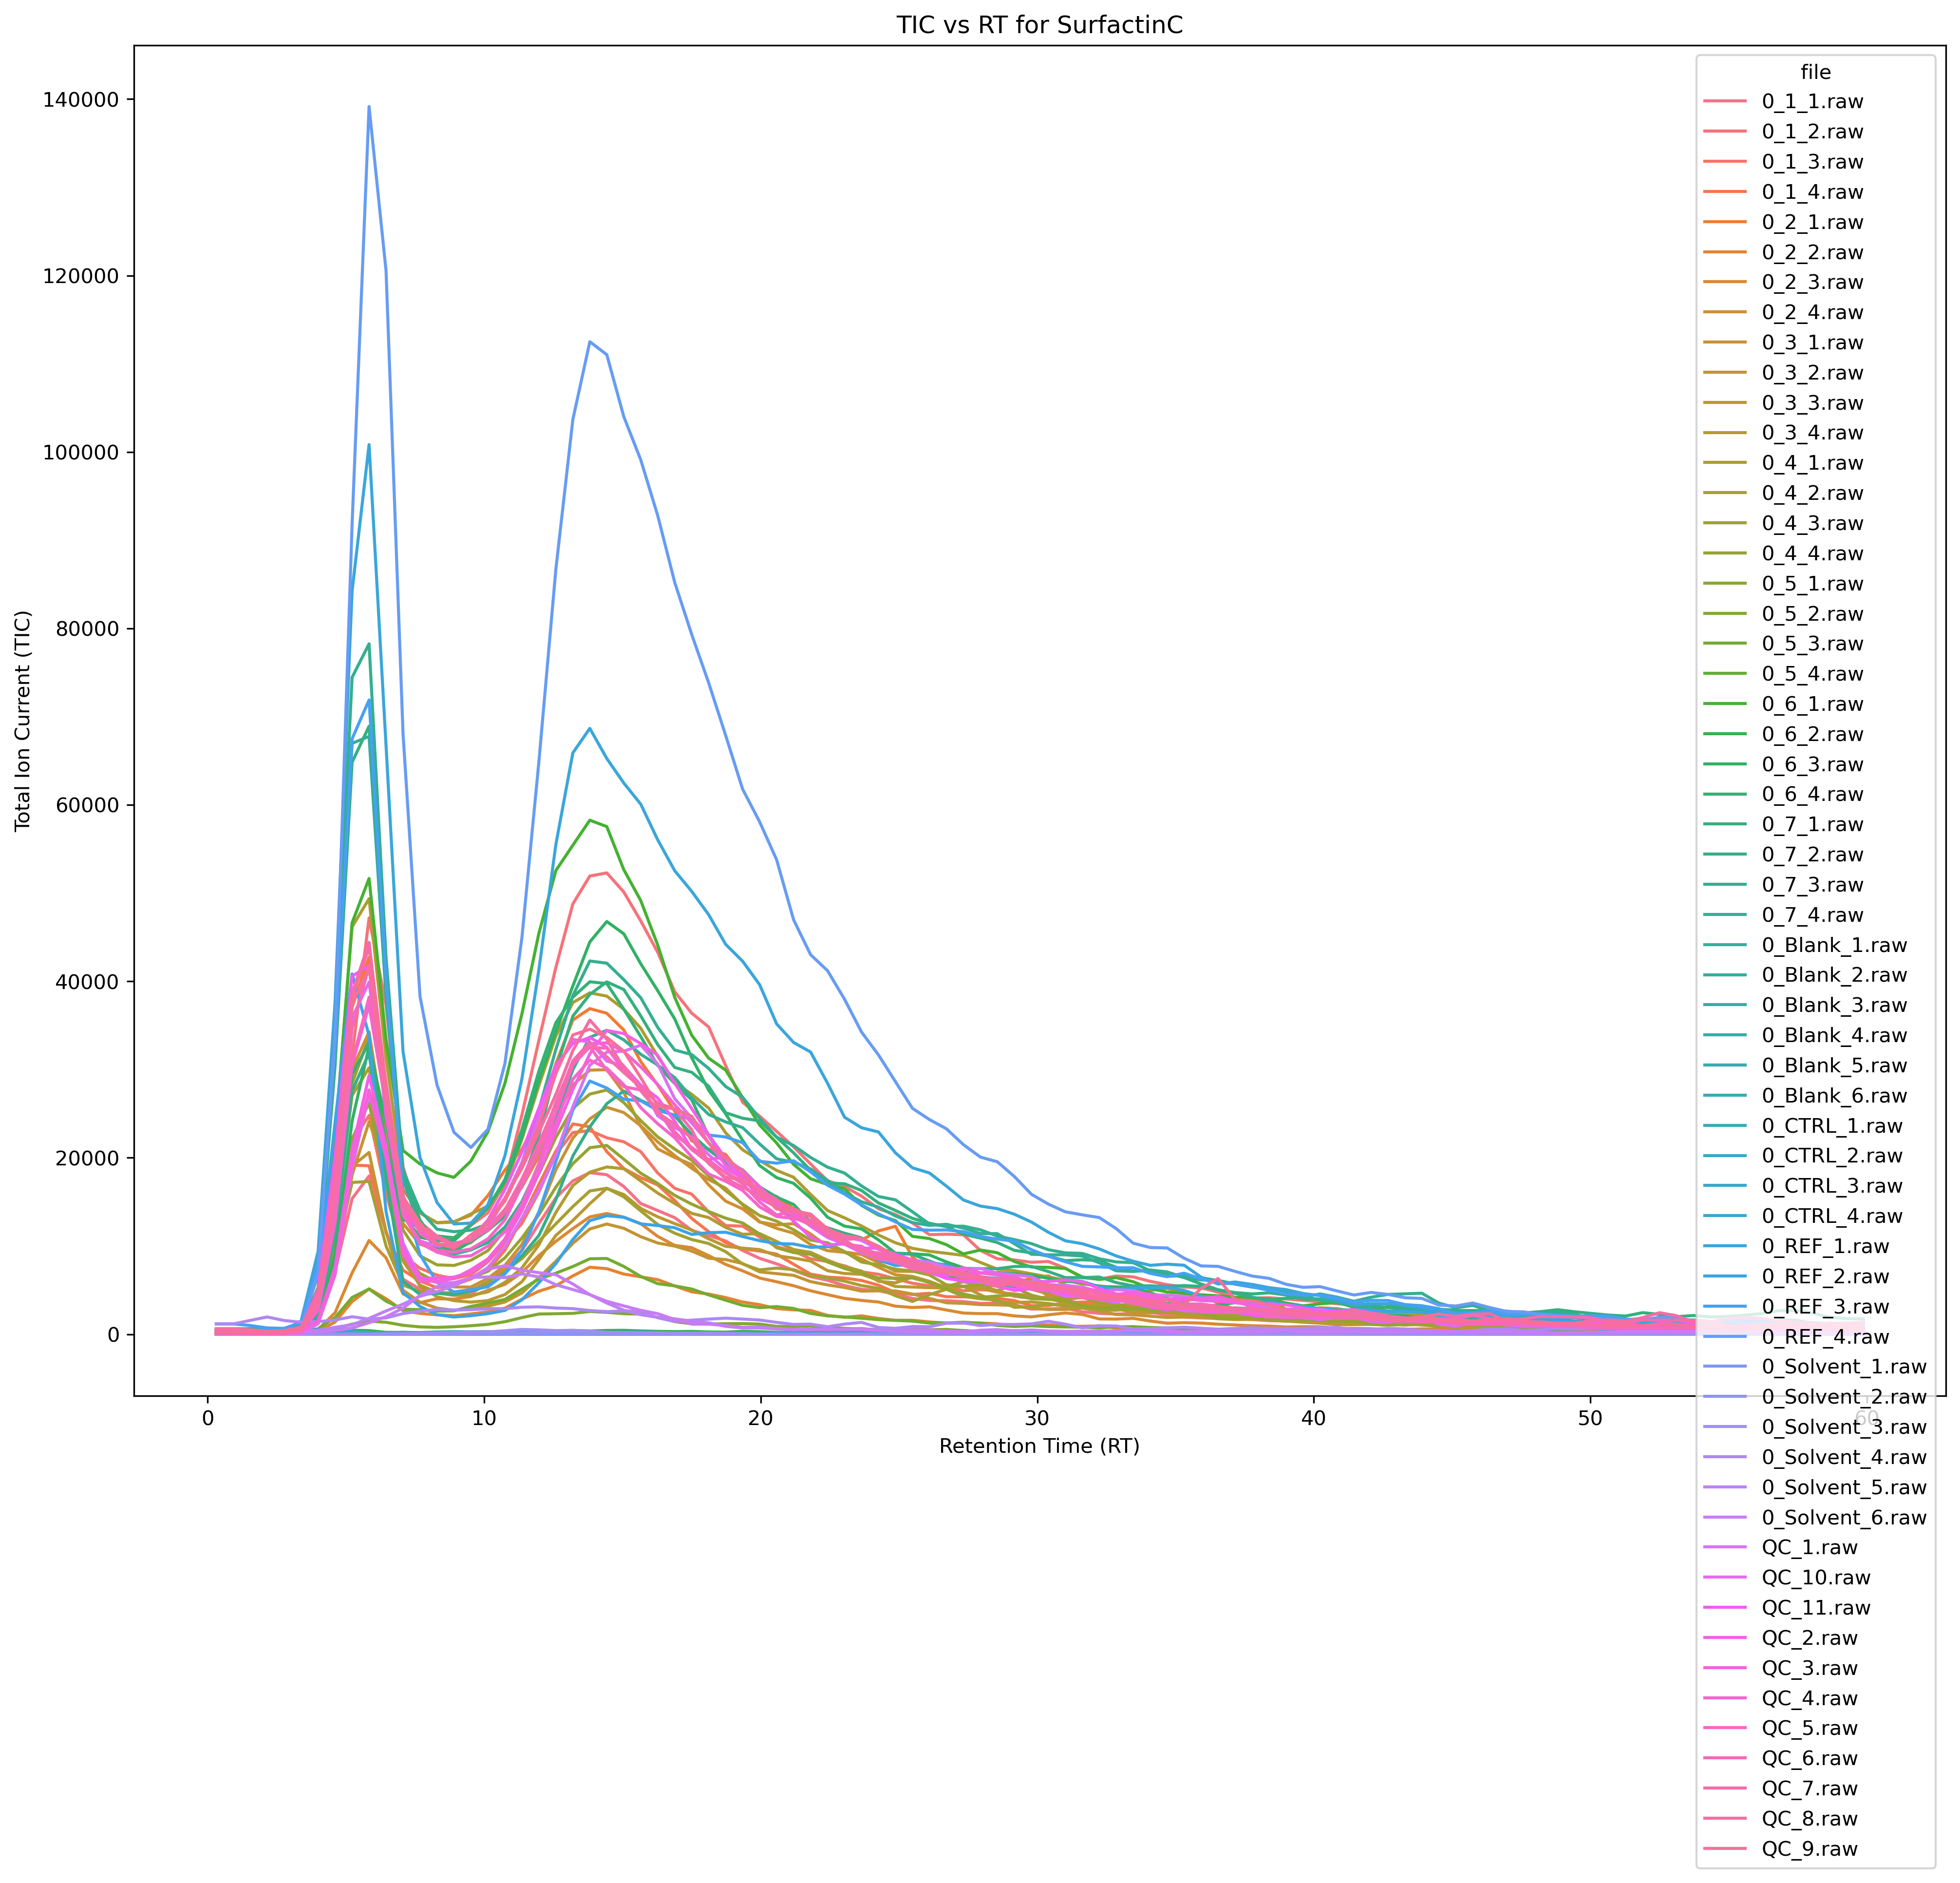 TIC vs RT for SurfactinC
file
0_1_1.raw
0_1_2.raw
0_1_3.raw
0_1_4.raw
0_2_1.raw
0_2_2.raw
0_2_3.raw
0_2_4.raw
0_3_1.raw
0_3_2.raw
0_3_3.raw
0_3_4.raw
0_4_1.raw
0_4_2.raw
0_4_3.raw
0_4_4.raw
0_5_1.raw
0_5_2.raw
0_5_3.raw
0_5_4.raw
0_6_1.raw
0_6_2.raw
0_6_3.raw
0_6_4.raw
0_7_1.raw
0_7_2.raw
0_7_3.raw
0_7_4.raw
0_Blank_1.raw
0_Blank_2.raw
0_Blank_3.raw
0_Blank_4.raw
0_Blank_5.raw
0_Blank_6.raw
0_CTRL_1.raw
0_CTRL_2.raw
0_CTRL_3.raw
0_CTRL_4.raw
0_REF_1.raw
0_REF_2.raw
0_REF_3.raw
0_REF_4.raw
0_Solvent_1.raw
0_Solvent_2.raw
0_Solvent_3.raw
0_Solvent_4.raw
0_Solvent_5.raw
0_Solvent_6.raw
QC_1.raw
QC_10.raw
QC_11.raw
QC_2.raw
QC_3.raw
QC_4.raw
QC_5.raw
QC_6.raw
QC_7.raw
QC_8.raw
QC_9.raw
Total Ion Current (TIC)
140000
120000
100000
80000
60000
40000
20000
0
0 10 20 30 40 50 60
Retention Time (RT)